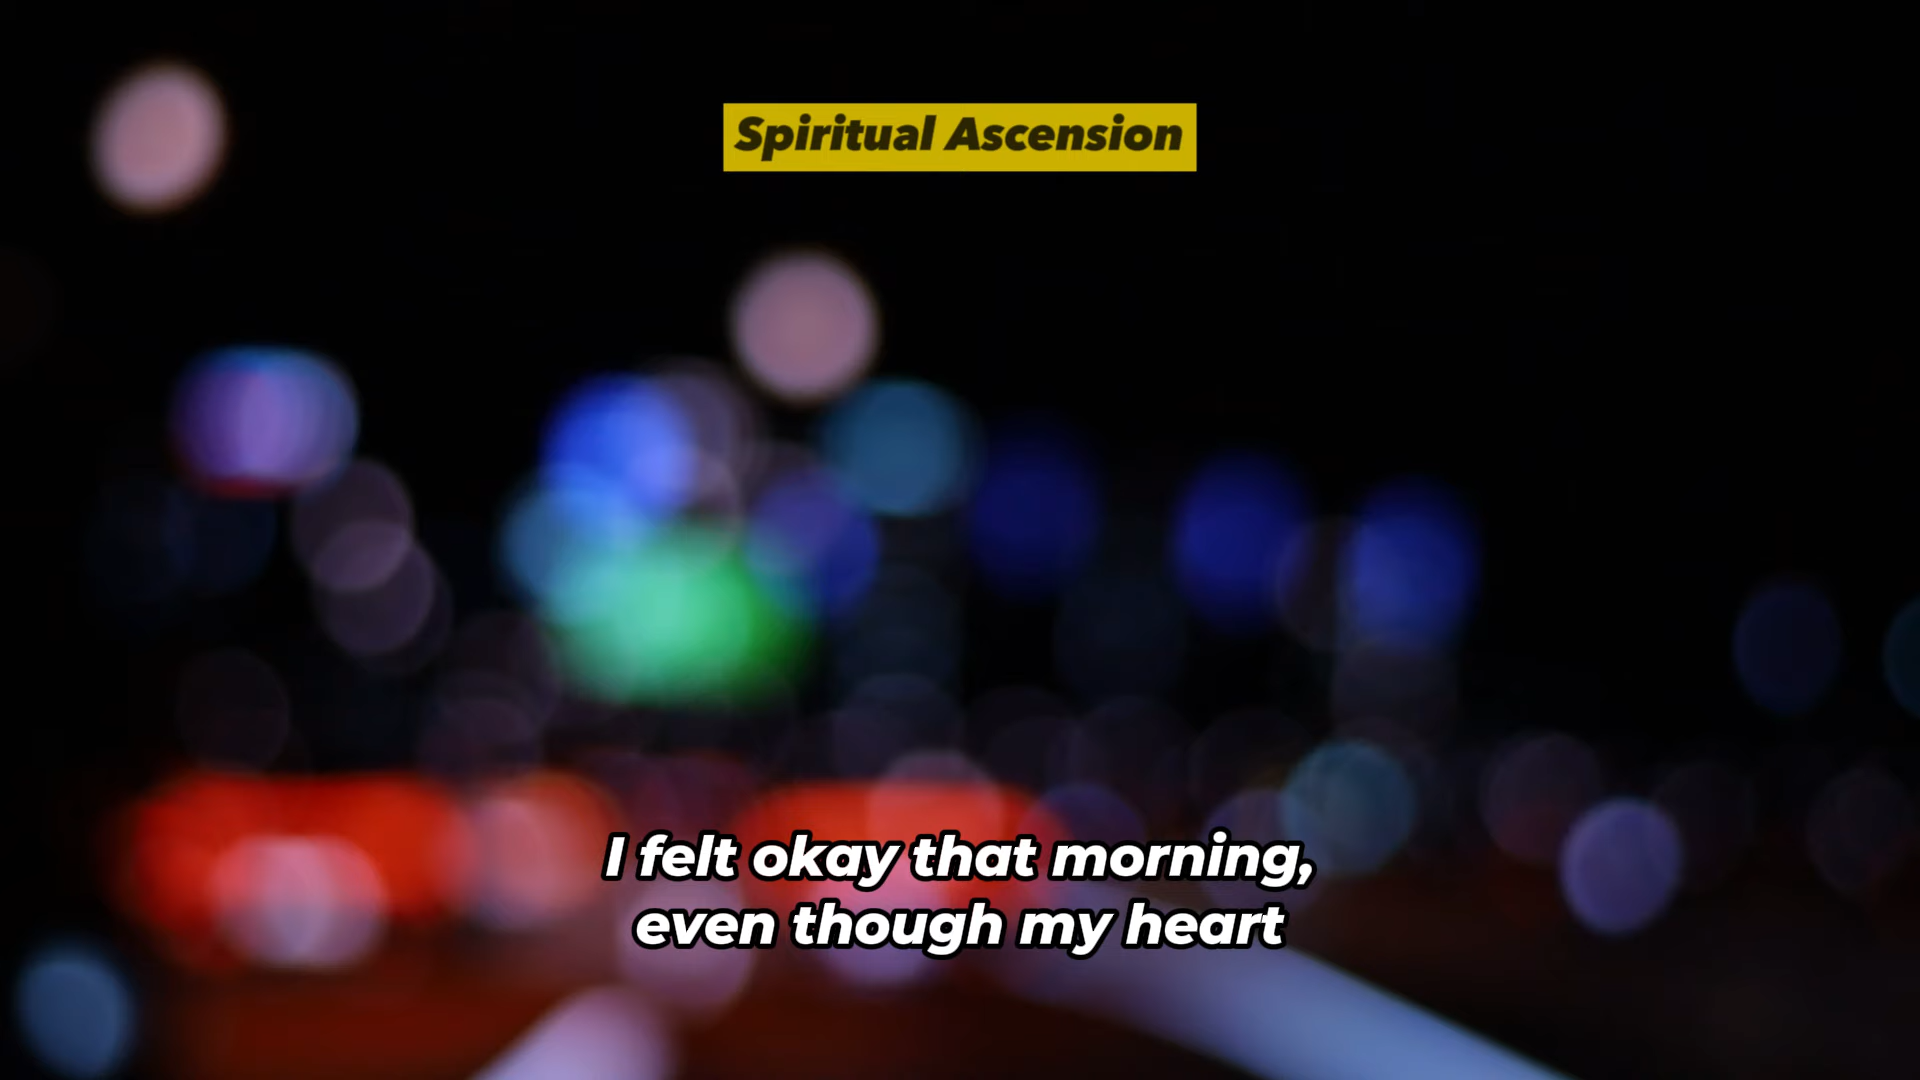 Spiritual Ascension
I felt okay that morning,
even though my heart